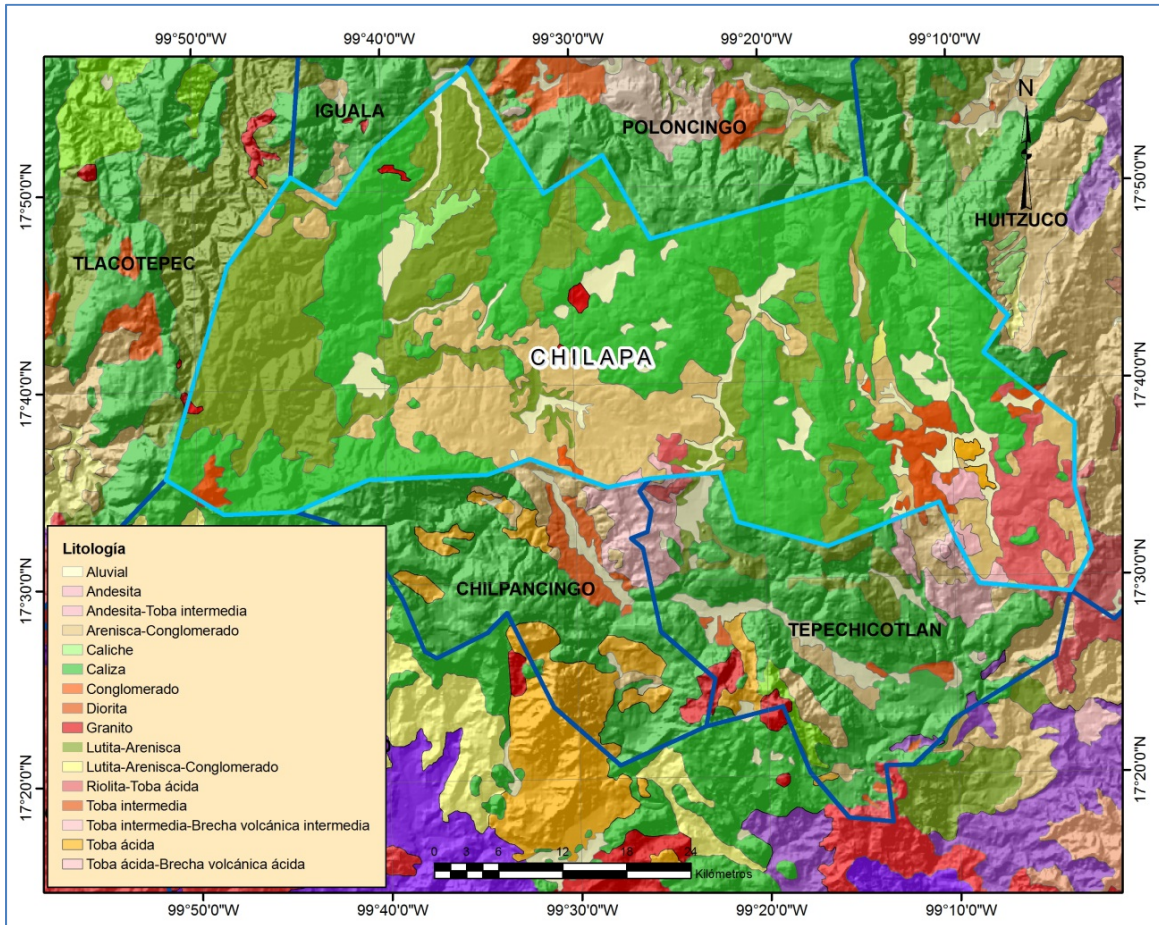 99°50'0"W 99°40'0"W 99°30'0"W 99°20'0"W 99°10'0"W
N
IGUALA
POLONCINGO
17°50'0"N 17°50'0"N
HUITZUCO
TLACOTEPEC
CHILAPA
17°40'0"N 17°40'0"N
Litología
Aluvial
Andesita
Andesita-Toba intermedia
Arenisca-Conglomerado
Caliche
Caliza
Conglomerado
Diorita
Granito
Lutita-Arenisca
Lutita-Arenisca-Conglomerado
Riolita-Toba ácida
Toba intermedia
Toba intermedia-Brecha volcánica intermedia
Toba ácida
Toba ácida-Brecha volcánica ácida
17°30'0"N 17°30'0"N
CHILPANCINGO
TEPECHICOTLAN
17°20'0"N 17°20'0"N
0 3 6 12 18 24
Kilómetros
99°50'0"W 99°40'0"W 99°30'0"W 99°20'0"W 99°10'0"W